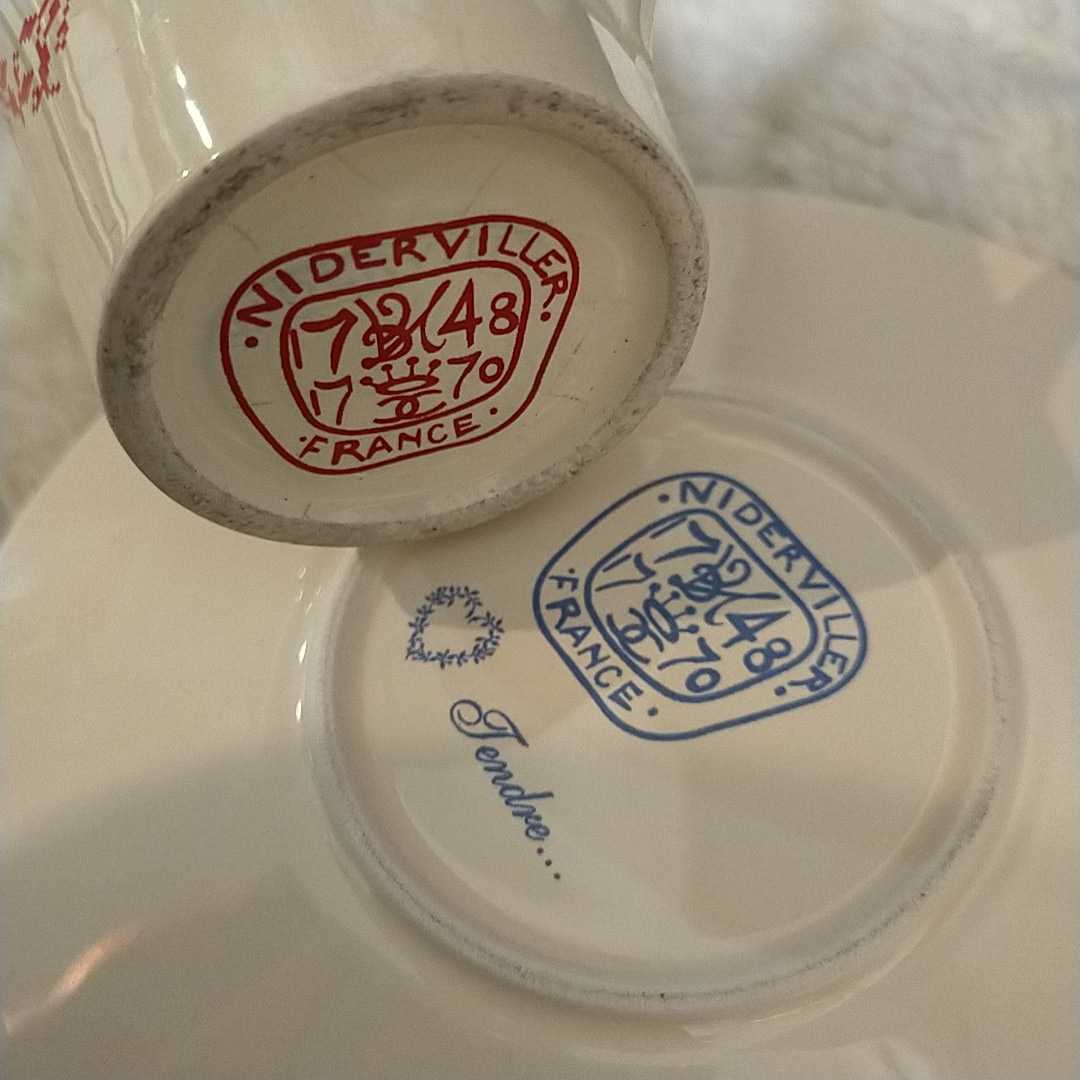 NIDERVILLER
17 48
17 70
FRANCE
NIDERVILLER
17 48
17 70
FRANCE
Tendre...